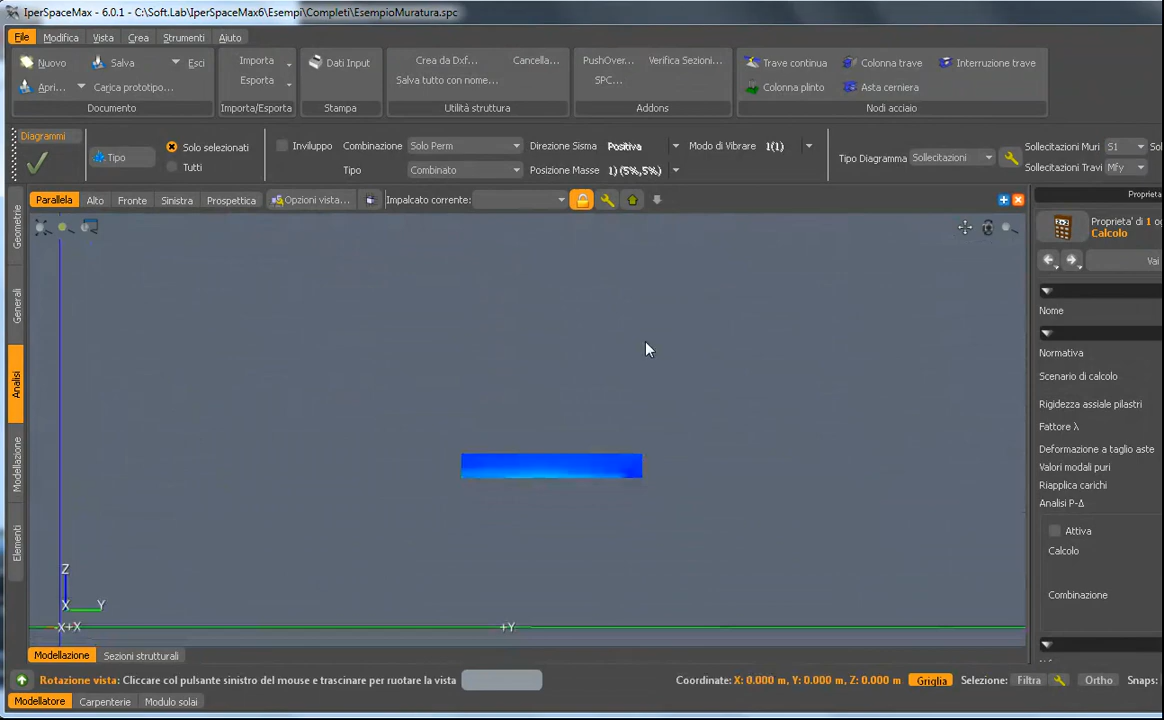 IperSpaceMax - 6.0.1 - C:\Soft.Lab\IperSpaceMax6\Esempi\Completi\EsempioMuratura.spc
File Modifica Vista Crea Strumenti Aiuto
Nuovo Salva Esci Importa Dati Input Crea da Dxf... Cancella... PushOver... Verifica Sezioni... Trave continua Colonna trave Interruzione trave
Apri... Carica prototipo... Esporta Salva tutto con nome... SPC... Colonna plinto Asta cerniera
Documento Importa/Esporta Stampa Utilità struttura Addons Nodi acciaio
Diagrammi
Tipo Solo selezionati Inviluppo Combinazione Solo Perm Direzione Sisma Positiva Modo di Vibrare 1(1) Tipo Diagramma Sollecitazioni Sollecitazioni Muri S1 Sol
Tutti Tipo Combinato Posizione Masse 1) (5%,5%) Sollecitazioni Travi Mfy
Parallela Alto Fronte Sinistra Prospettica Opzioni vista... Impalcato corrente:
Proprieta
Geometrie
Generali
Analisi
Modellazione
Elementi
Proprieta' di 1 o
Calcolo
Vai
Nome
Normativa
Scenario di calcolo
Rigidezza assiale pilastri
Fattore λ
Deformazione a taglio aste
Valori modali puri
Riapplica carichi
Analisi P-Δ
Attiva
Calcolo
Combinazione
Z
X Y
-X+X +Y
Modellazione Sezioni strutturali
Rotazione vista: Cliccare col pulsante sinistro del mouse e trascinare per ruotare la vista Coordinate: X: 0.000 m, Y: 0.000 m, Z: 0.000 m Griglia Selezione: Filtra Ortho Snaps:
Modellatore Carpenterie Modulo solai